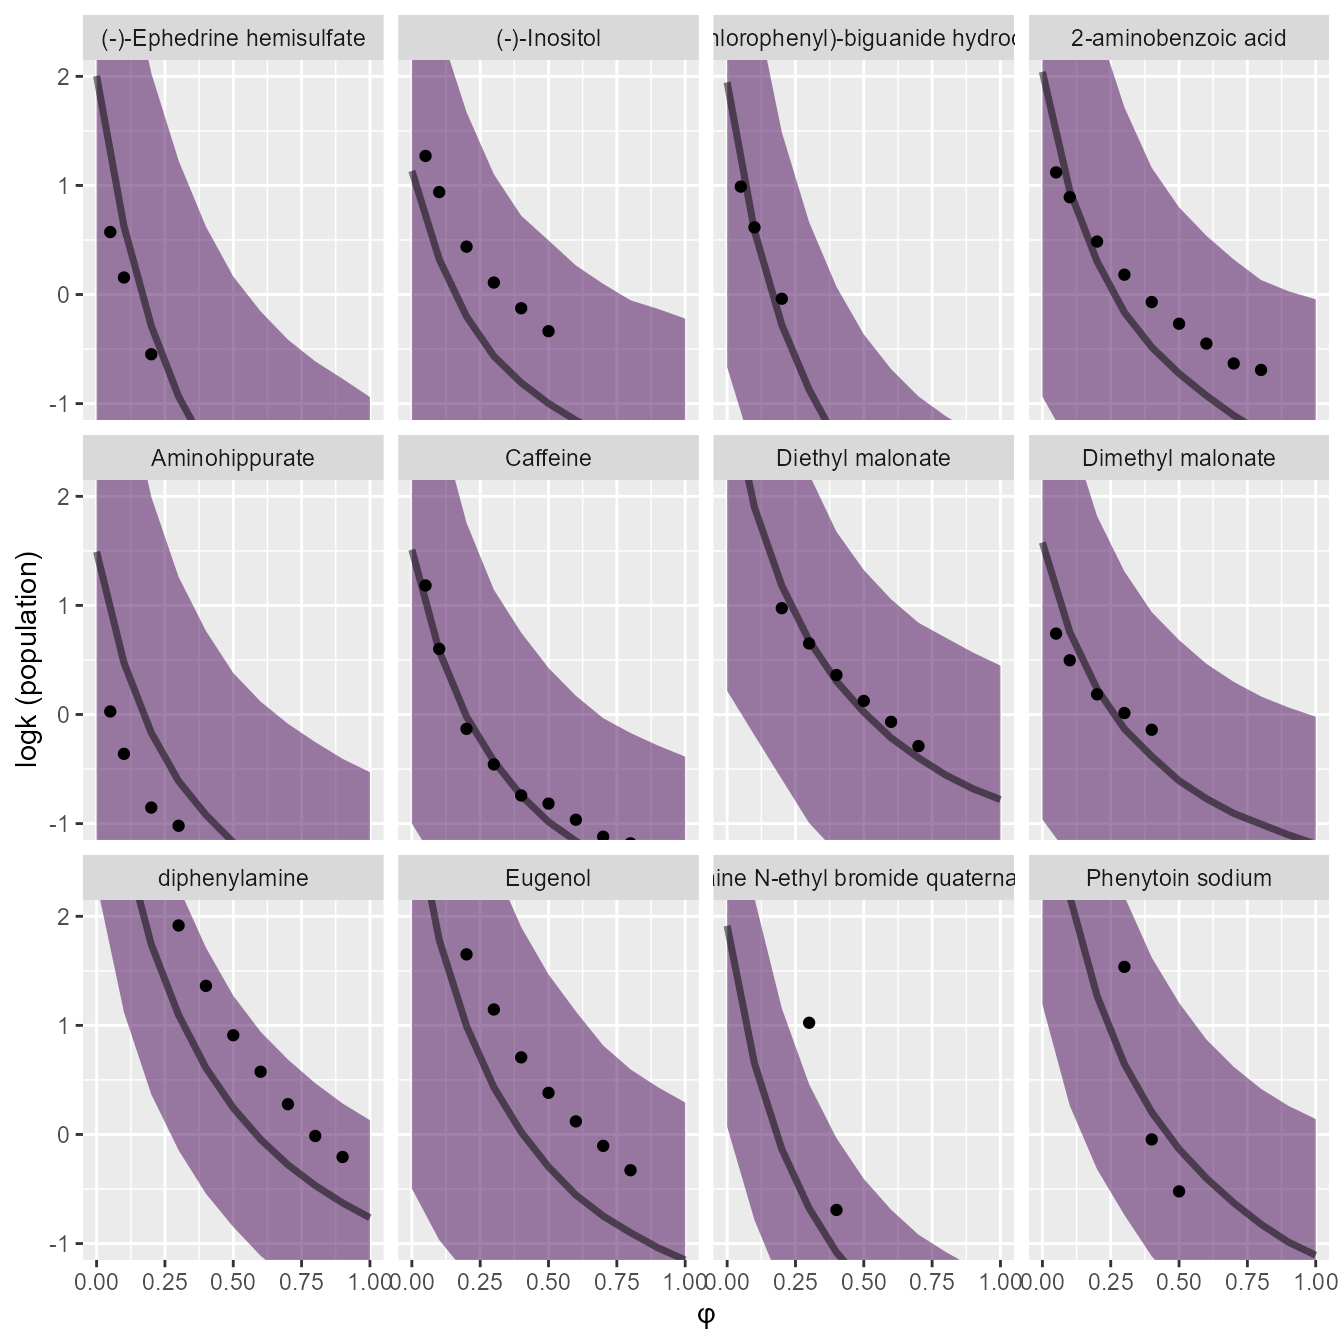 (-)-Ephedrine hemisulfate
(-)-Inositol
hlorophenyl)-biguanide hydroc
2-aminobenzoic acid
2
1
0
-1
Aminohippurate
Caffeine
Diethyl malonate
Dimethyl malonate
2
1
0
-1
logk (population)
diphenylamine
Eugenol
ine N-ethyl bromide quaterna
Phenytoin sodium
2
1
0
-1
0.00 0.25 0.50 0.75 1.00
0.00 0.25 0.50 0.75 1.00
0.00 0.25 0.50 0.75 1.00
0.00 0.25 0.50 0.75 1.00
φ